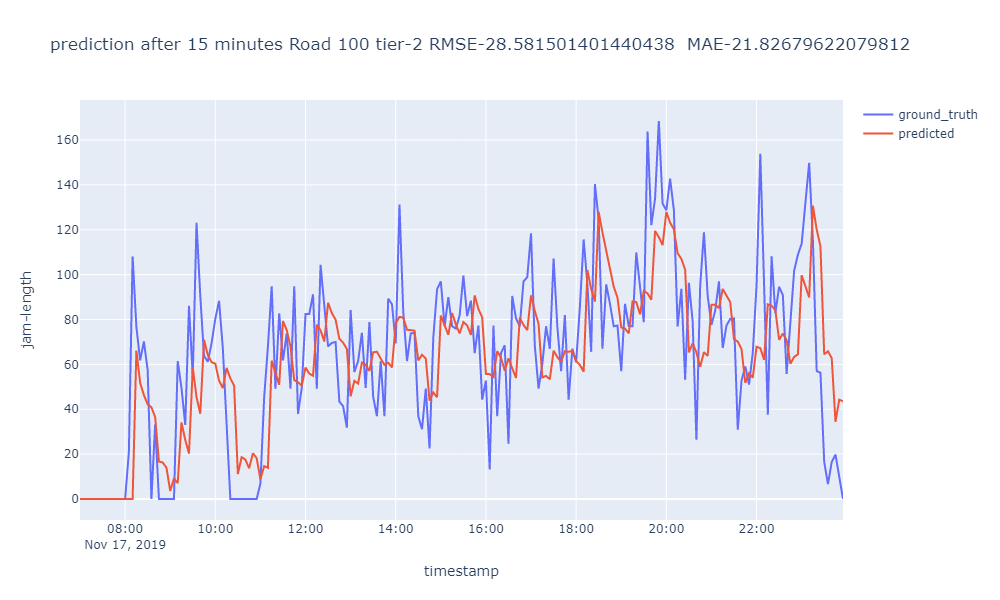 prediction after 15 minutes Road 100 tier-2 RMSE-28.581501401440438  MAE-21.82679622079812
ground_truth
predicted
jam-length
160
140
120
100
80
60
40
20
0
08:00 10:00 12:00 14:00 16:00 18:00 20:00 22:00
Nov 17, 2019
timestamp